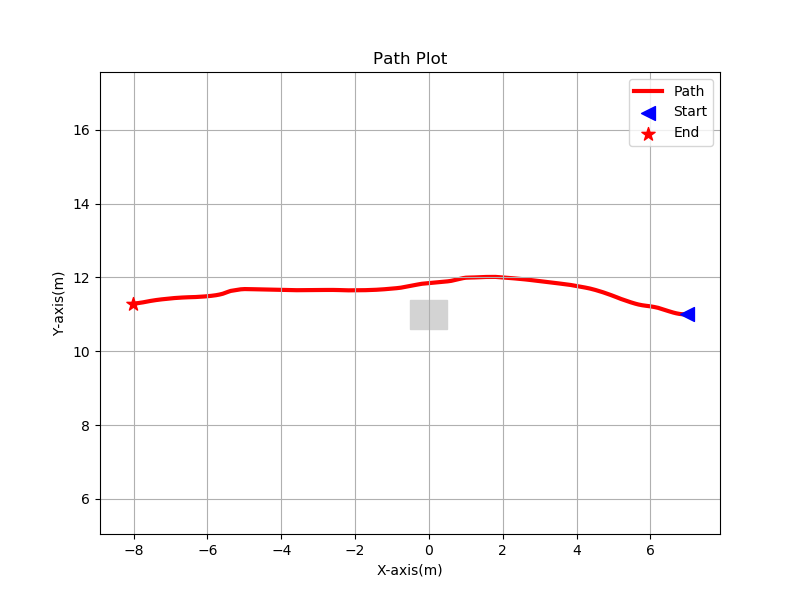 Path Plot
Path
Start
End
16
14
12
10
8
6
Y-axis(m)
−8 −6 −4 −2 0 2 4 6
X-axis(m)